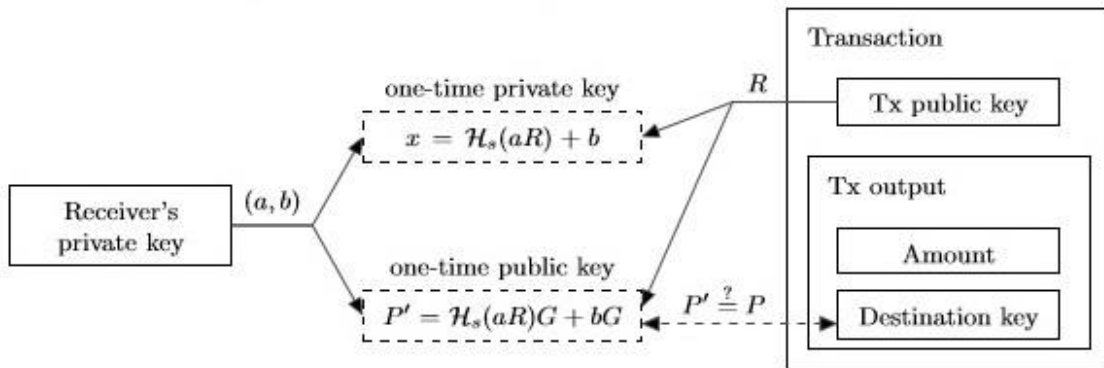 Transaction
Tx public key
R
one-time private key
x = ℋₛ(aR) + b
Receiver's
private key
(a, b)
Tx output
Amount
one-time public key
P′ = ℋₛ(aR)G + bG
P′ ≟ P
Destination key